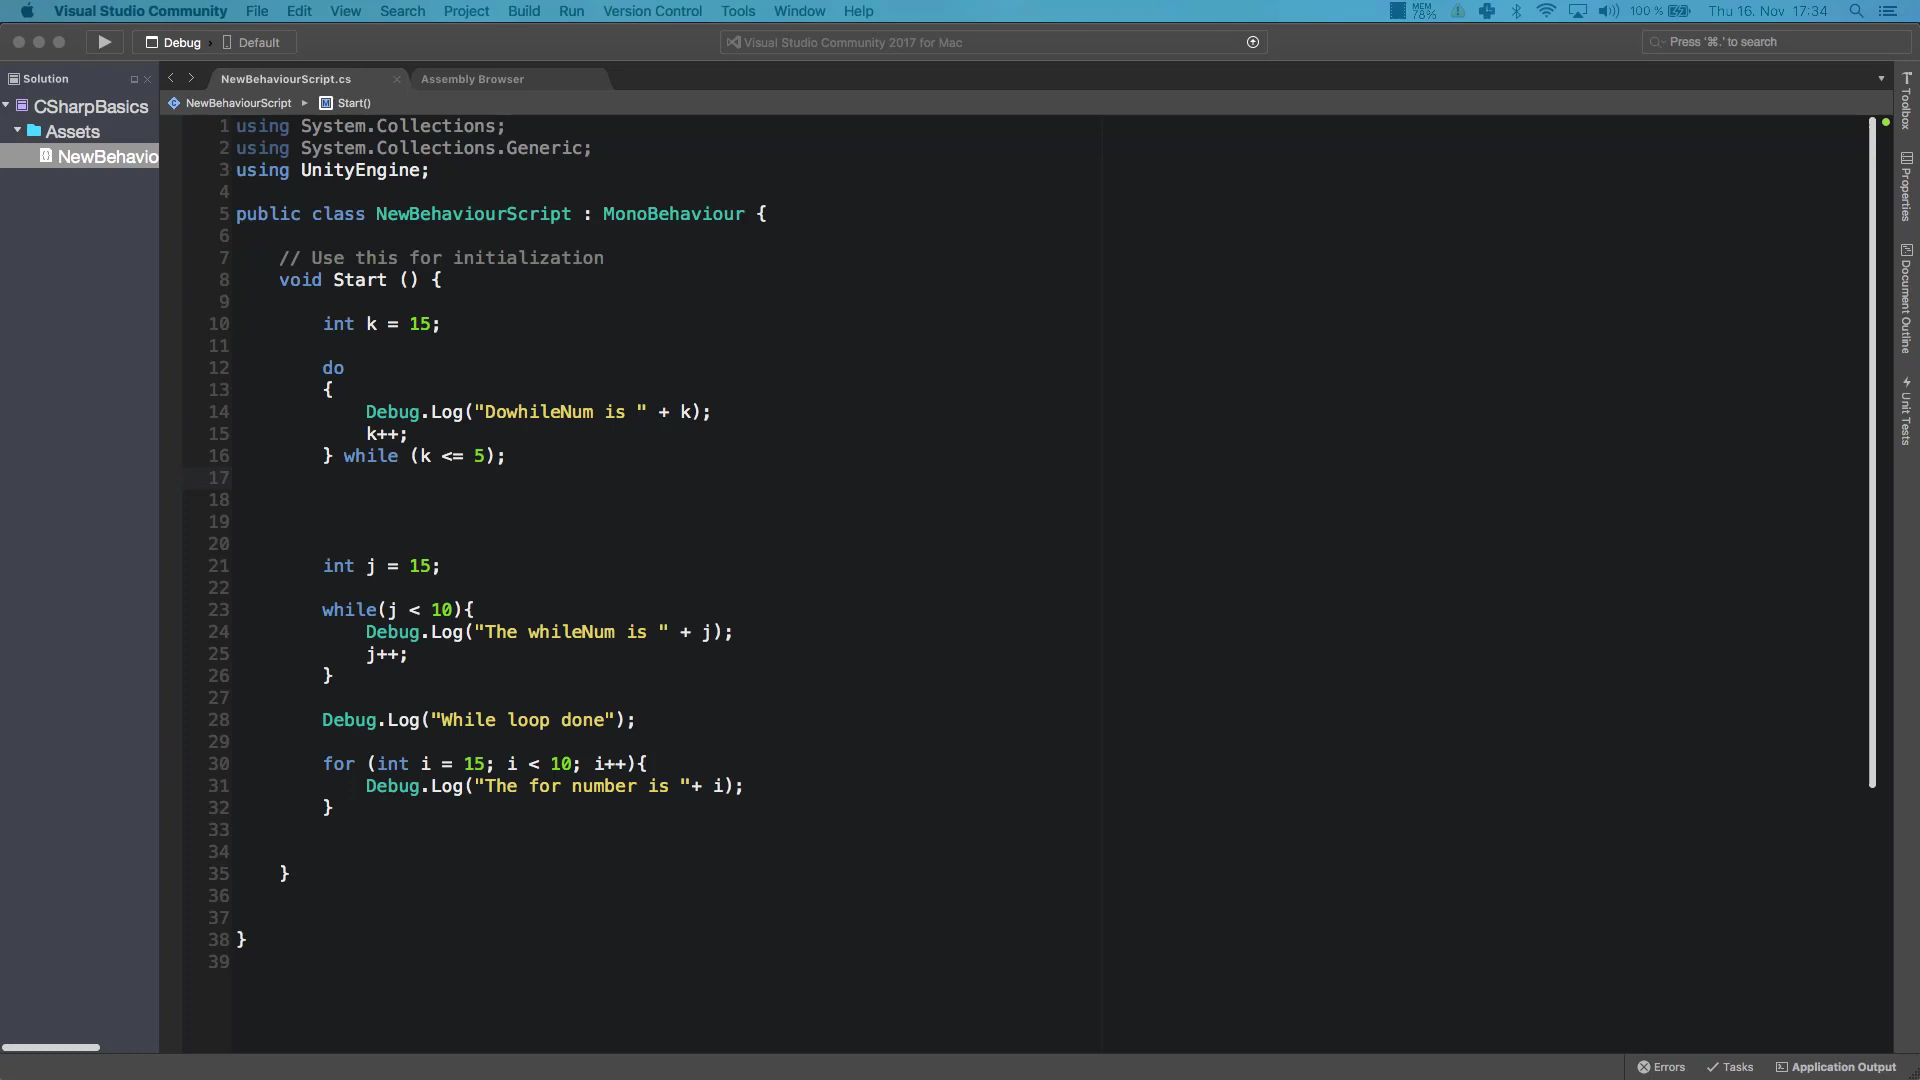 Visual Studio Community File Edit View Search Project Build Run Version Control Tools Window Help MEM 78% 100 % Thu 16. Nov 17:34
Debug › Default Visual Studio Community 2017 for Mac Press '⌘.' to search
Solution
CSharpBasics
Assets
NewBehavio
NewBehaviourScript.cs Assembly Browser
NewBehaviourScript Start()
1 using System.Collections;
2 using System.Collections.Generic;
3 using UnityEngine;
4
5 public class NewBehaviourScript : MonoBehaviour {
6
7 // Use this for initialization
8 void Start () {
9
10 int k = 15;
11
12 do
13 {
14 Debug.Log("DowhileNum is " + k);
15 k++;
16 } while (k <= 5);
17
18
19
20
21 int j = 15;
22
23 while(j < 10){
24 Debug.Log("The whileNum is " + j);
25 j++;
26 }
27
28 Debug.Log("While loop done");
29
30 for (int i = 15; i < 10; i++){
31 Debug.Log("The for number is "+ i);
32 }
33
34
35 }
36
37
38 }
39
Toolbox
Properties
Document Outline
Unit Tests
Errors Tasks Application Output